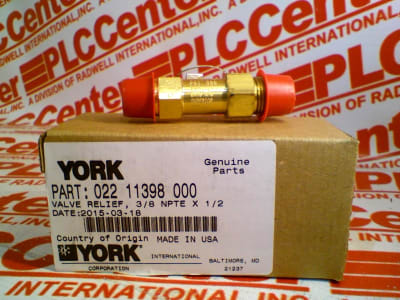 PLCCenter
A DIVISION OF RADWELL INTERNATIONAL, INC.
YORK
Genuine
Parts
PART: 022 11398 000
VALVE RELIEF, 3/8 NPTE X 1/2
DATE:2015-03-18
Country of Origin MADE IN USA
YORK
INTERNATIONAL
CORPORATION
BALTIMORE, MD
21237